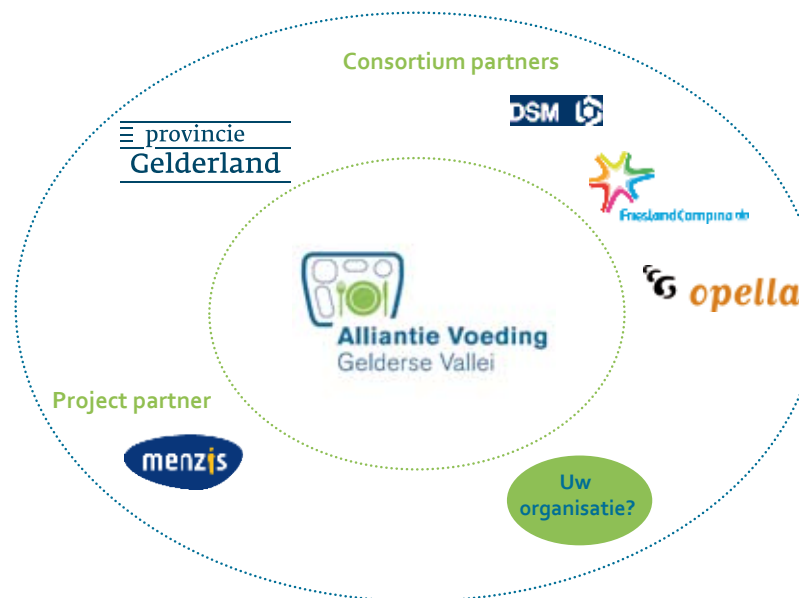 Consortium partners
DSM
provincie
Gelderland
FrieslandCampina
opella
Alliantie Voeding
Gelderse Vallei
Project partner
menzis
Uw
organisatie?